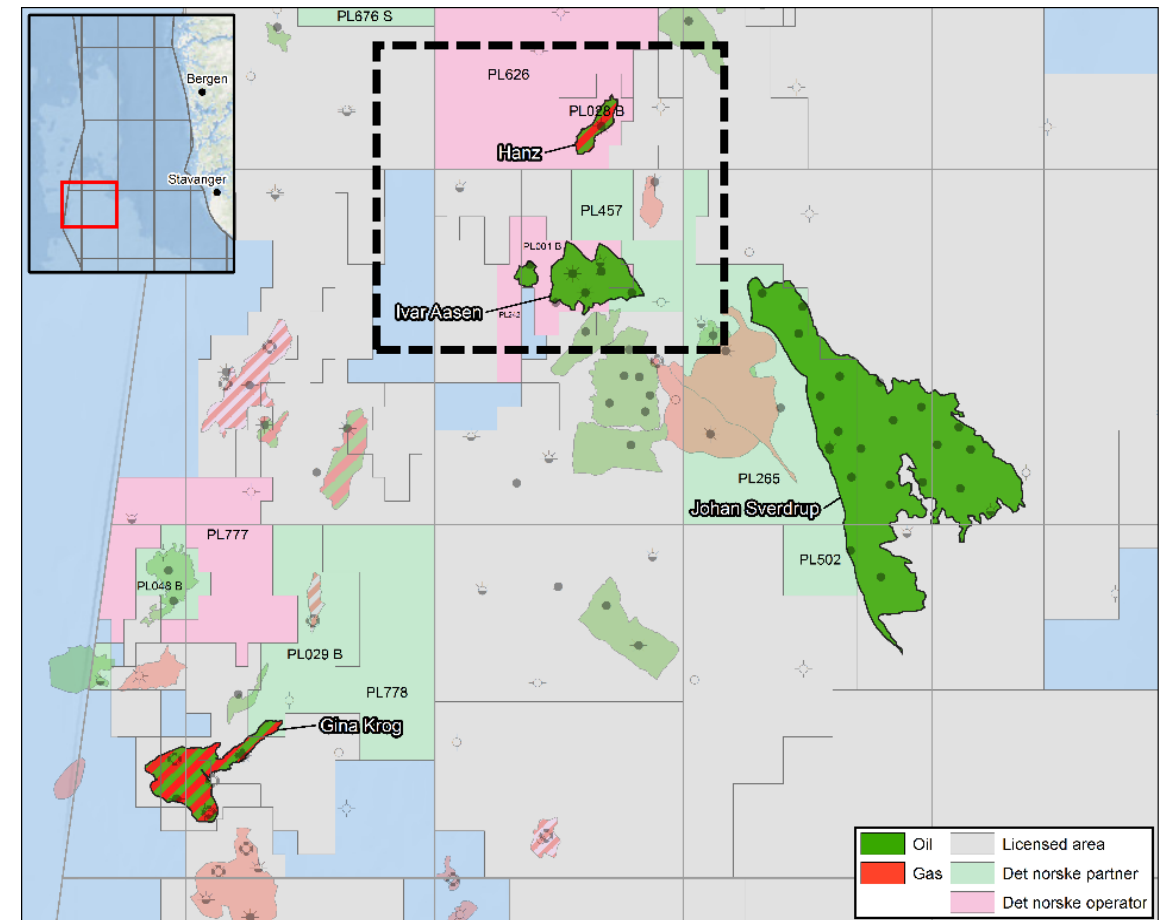 PL676 S
Bergen
Stavanger
PL626
PL028 B
Hanz
PL457
PL001 B
Ivar Aasen
PL242
PL265
Johan Sverdrup
PL502
PL777
PL048 B
PL029 B
PL778
Gina Krog
Oil
Licensed area
Gas
Det norske partner
Det norske operator